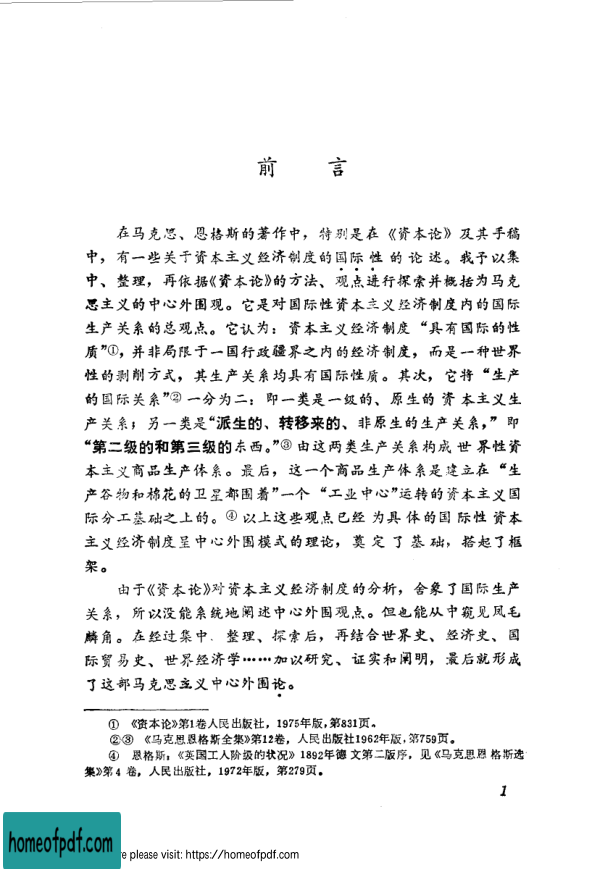 前 言
在马克思、恩格斯的著作中，特别是在《资本论》及其手稿
中，有一些关于资本主义经济制度的国际性的论述。我予以集
中、整理，再依据《资本论》的方法、观点进行探索并概括为马克
思主义的中心外围观。它是对国际性资本主义经济制度内的国际
生产关系的总观点。它认为：资本主义经济制度“具有国际的性
质”①，并非局限于一国行政疆界之内的经济制度，而是一种世界
性的剥削方式，其生产关系均具有国际性质。其次，它将“生产
的国际关系”②一分为二：即一类是一级的、原生的资本主义生
产关系；另一类是“派生的、转移来的、非原生的生产关系，”即
“第二级的和第三级的东西。”③由这两类生产关系构成世界性资
本主义商品生产体系。最后，这一个商品生产体系是建立在“生
产谷物和棉花的卫星都围着”一个“工业中心”运转的资本主义国
际分工基础之上的。④以上这些观点已经为具体的国际性资本
主义经济制度呈中心外围模式的理论，奠定了基础，搭起了框
架。
由于《资本论》对资本主义经济制度的分析，舍象了国际生产
关系，所以没能系统地阐述中心外围观点。但也能从中窥见凤毛
麟角。在经过集中、整理、探索后，再结合世界史、经济史、国
际贸易史、世界经济学……加以研究、证实和阐明，最后就形成
了这部马克思主义中心外围论。
① 《资本论》第1卷人民出版社，1975年版，第831页。
②③ 《马克思恩格斯全集》第12卷，人民出版社1962年版，第759页。
④ 恩格斯：《英国工人阶级的状况》1892年德文第二版序，见《马克思恩格斯选
集》第4卷，人民出版社，1972年版，第279页。
1
homeofpdf.com
re please visit: https://homeofpdf.com